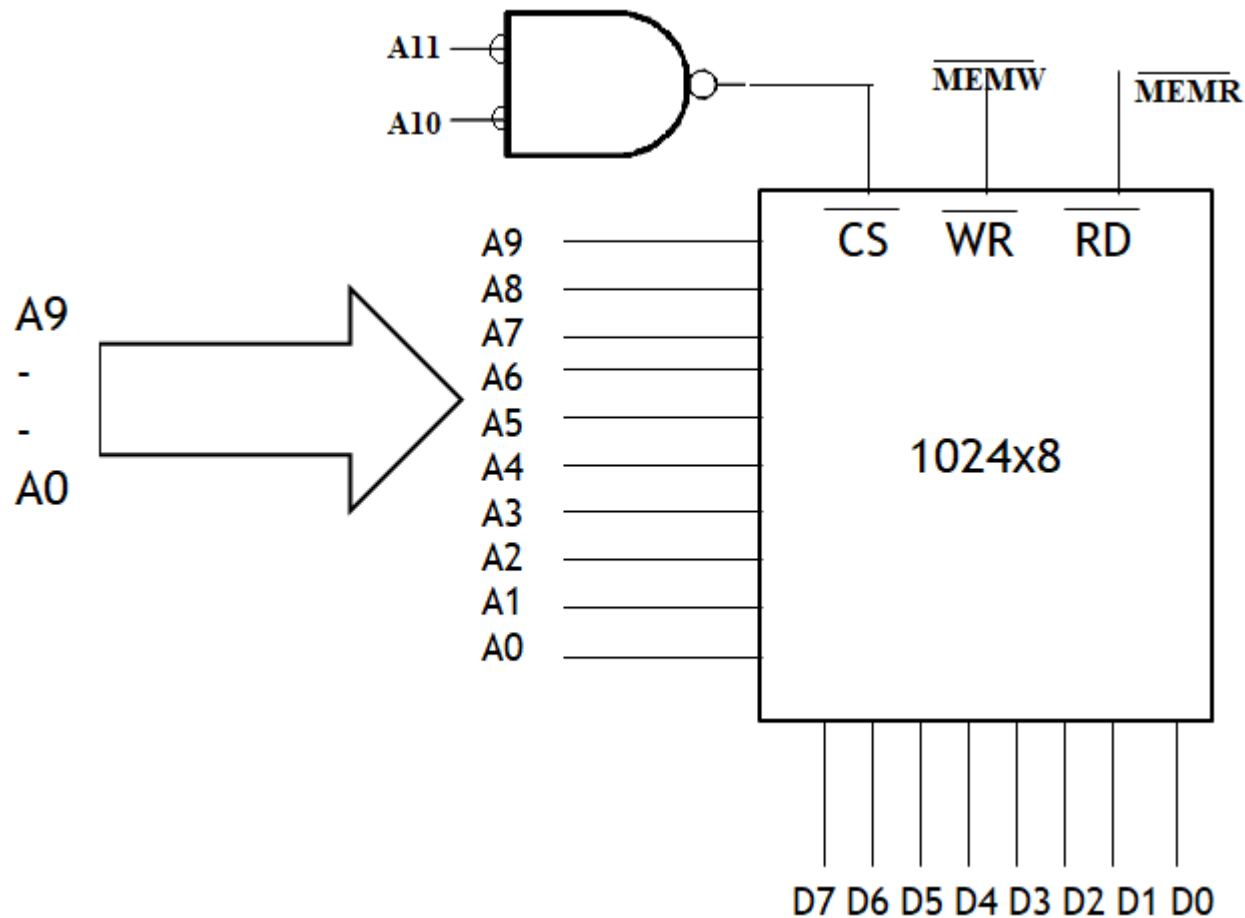 A11
A10
MEMW
MEMR
CS WR RD
A9
-
-
A0
A9
A8
A7
A6
A5
A4
A3
A2
A1
A0
1024x8
D7 D6 D5 D4 D3 D2 D1 D0